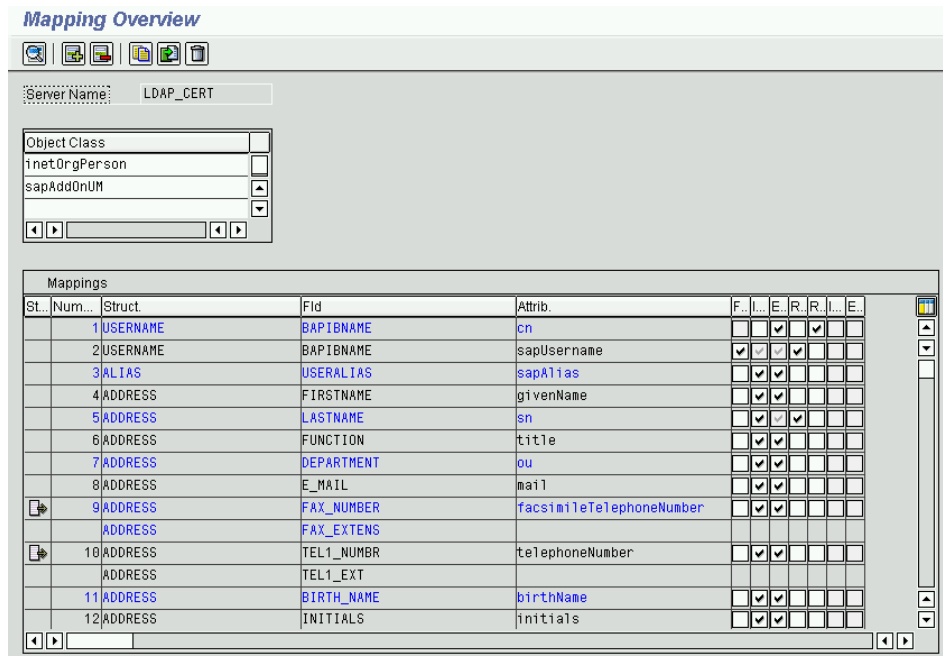 Mapping Overview
Server Name: LDAP_CERT
Object Class
inetOrgPerson
sapAddOnUM
Mappings
St.. Num... Struct. Fld Attrib. F.. I... E.. R.. R.. I... E..
1 USERNAME BAPIBNAME cn
2 USERNAME BAPIBNAME sapUsername
3 ALIAS USERALIAS sapAlias
4 ADDRESS FIRSTNAME givenName
5 ADDRESS LASTNAME sn
6 ADDRESS FUNCTION title
7 ADDRESS DEPARTMENT ou
8 ADDRESS E_MAIL mail
9 ADDRESS FAX_NUMBER facsimileTelephoneNumber
ADDRESS FAX_EXTENS
10 ADDRESS TEL1_NUMBR telephoneNumber
ADDRESS TEL1_EXT
11 ADDRESS BIRTH_NAME birthName
12 ADDRESS INITIALS initials